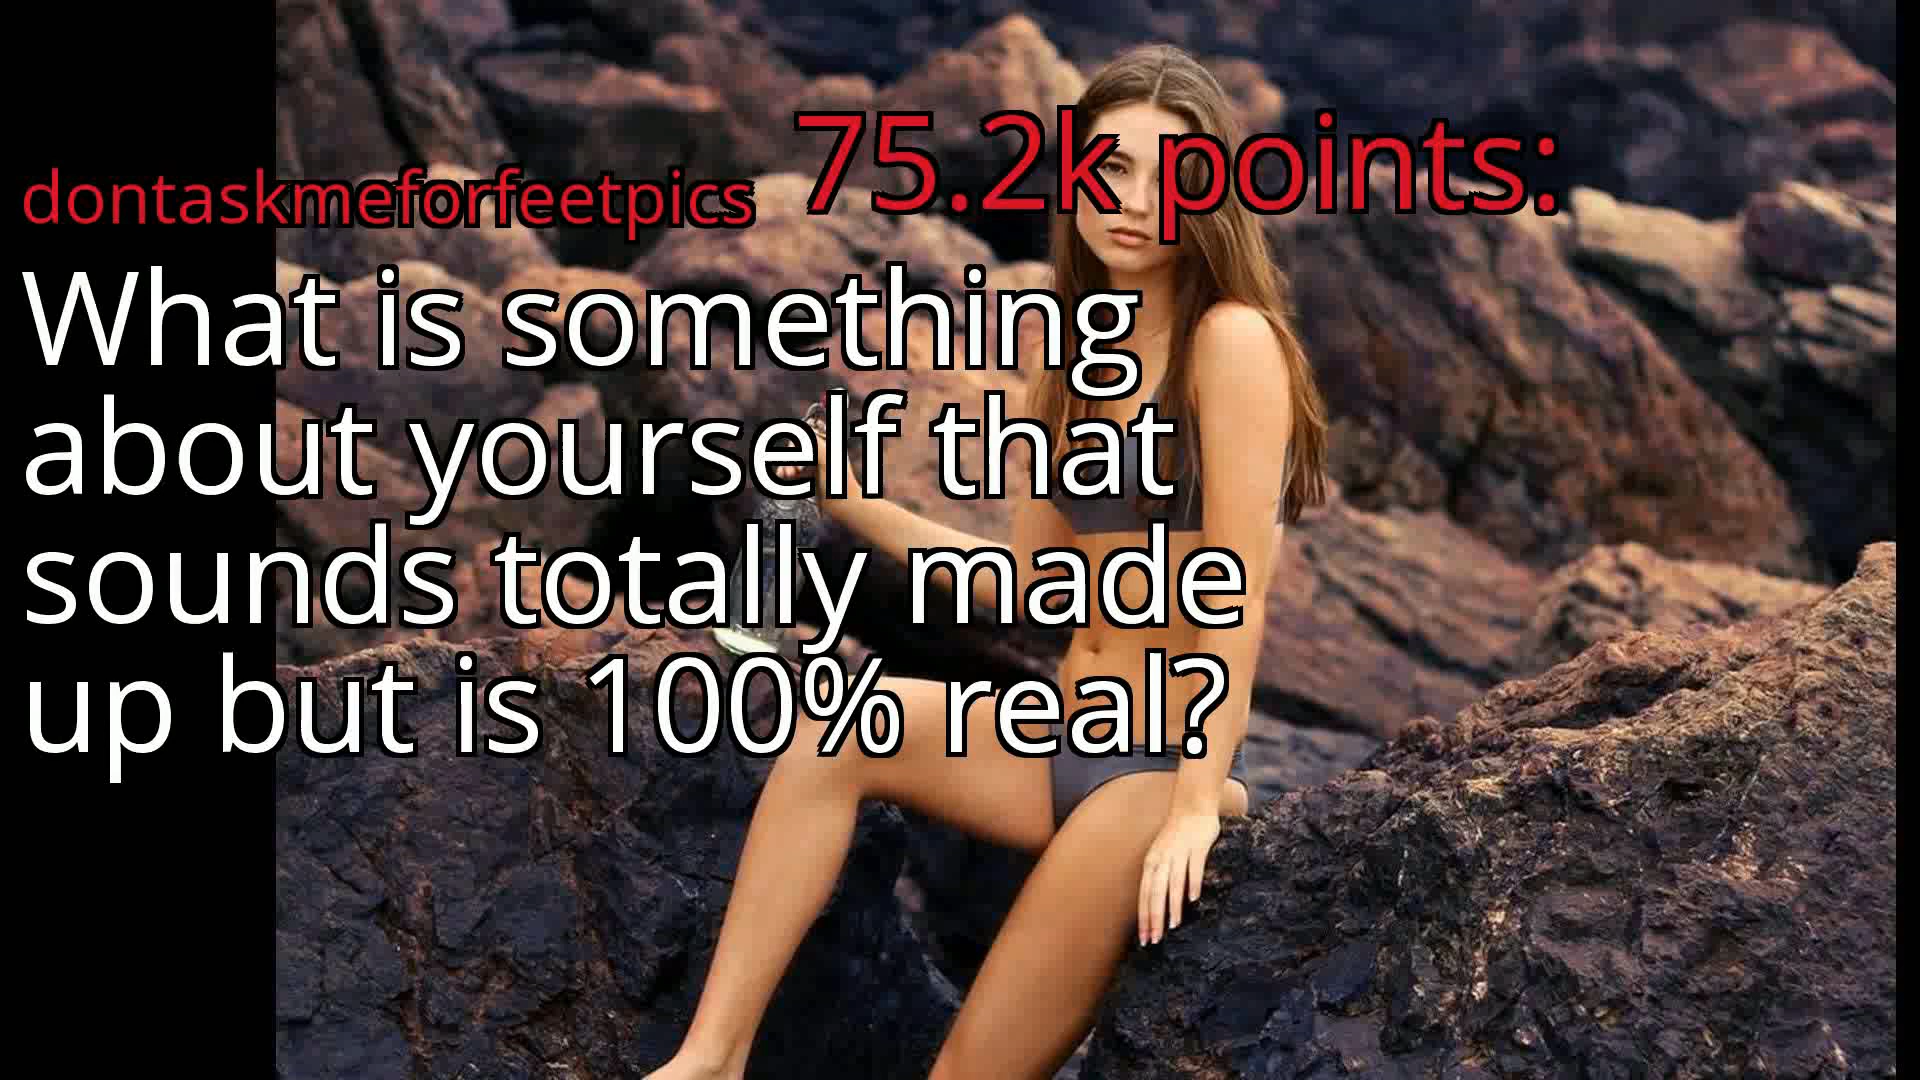 dontaskmeforfeetpics 75.2k points:
What is something
about yourself that
sounds totally made
up but is 100% real?